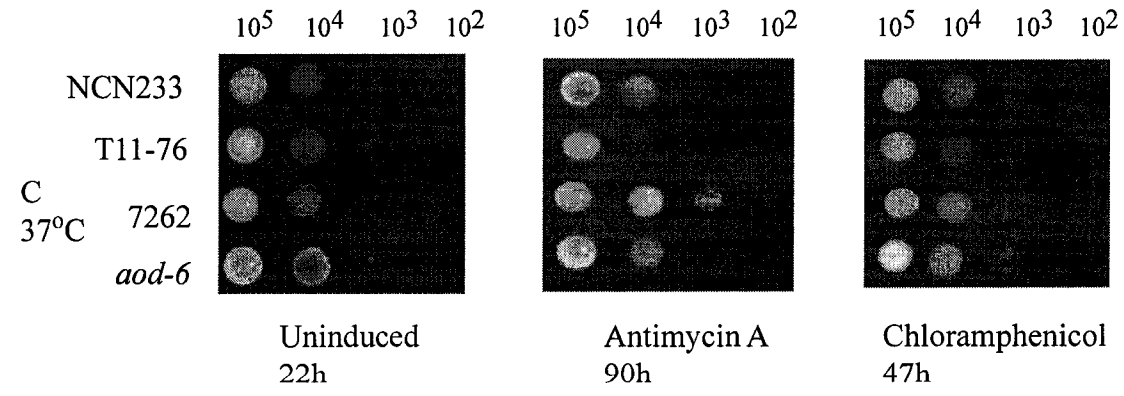 10⁵ 10⁴ 10³ 10² 10⁵ 10⁴ 10³ 10² 10⁵ 10⁴ 10³ 10²
NCN233
T11-76
C
37°C 7262
aod-6
Uninduced Antimycin A Chloramphenicol
22h 90h 47h